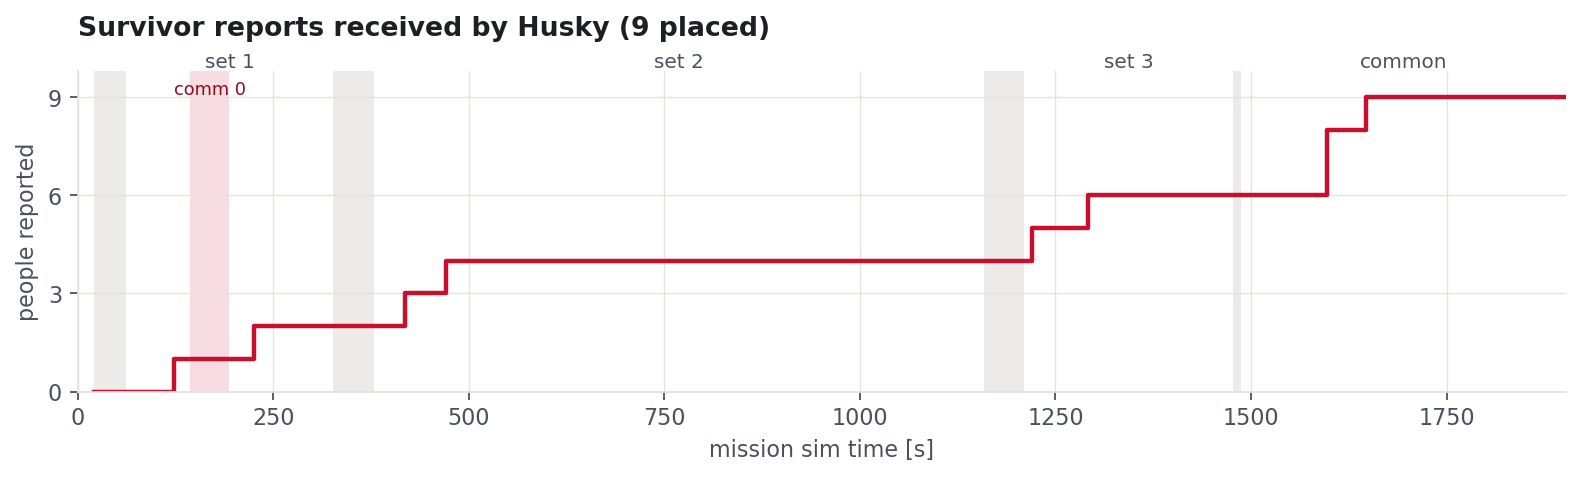 Survivor reports received by Husky (9 placed)
set 1 set 2 set 3 common
comm 0
9
6
3
0
people reported
0 250 500 750 1000 1250 1500 1750
mission sim time [s]